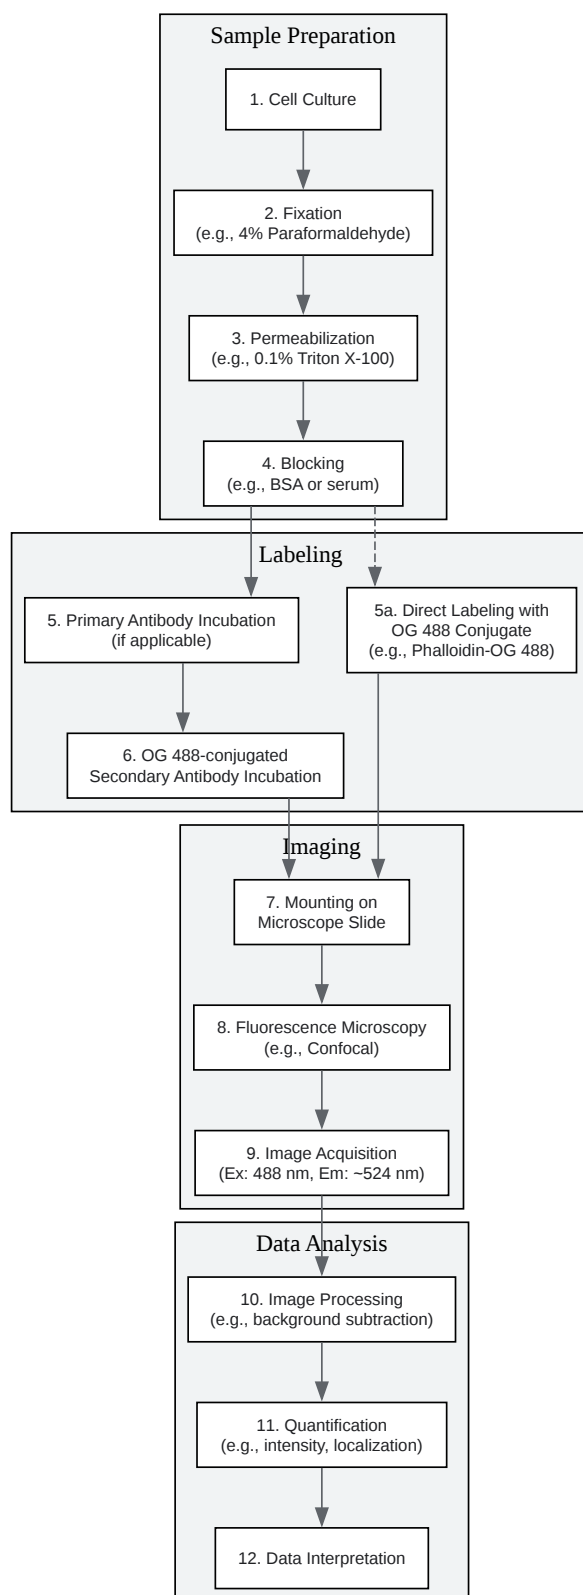 Sample Preparation
1. Cell Culture
2. Fixation
(e.g., 4% Paraformaldehyde)
3. Permeabilization
(e.g., 0.1% Triton X-100)
4. Blocking
(e.g., BSA or serum)
Labeling
5. Primary Antibody Incubation
(if applicable)
5a. Direct Labeling with
OG 488 Conjugate
(e.g., Phalloidin-OG 488)
6. OG 488-conjugated
Secondary Antibody Incubation
Imaging
7. Mounting on
Microscope Slide
8. Fluorescence Microscopy
(e.g., Confocal)
9. Image Acquisition
(Ex: 488 nm, Em: ~524 nm)
Data Analysis
10. Image Processing
(e.g., background subtraction)
11. Quantification
(e.g., intensity, localization)
12. Data Interpretation